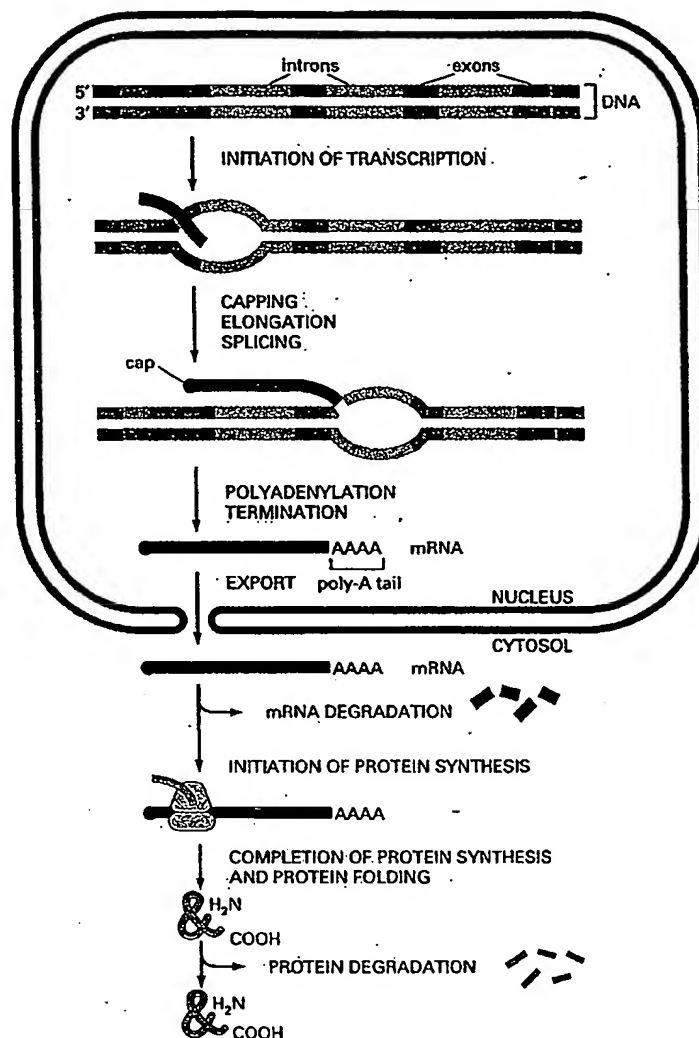 introns exons
5′
3′
DNA
INITIATION OF TRANSCRIPTION
CAPPING
ELONGATION
SPLICING
cap
POLYADENYLATION
TERMINATION
AAAA mRNA
EXPORT poly-A tail
NUCLEUS
CYTOSOL
AAAA mRNA
mRNA DEGRADATION
INITIATION OF PROTEIN SYNTHESIS
AAAA
COMPLETION OF PROTEIN SYNTHESIS
AND PROTEIN FOLDING
H₂N
COOH
PROTEIN DEGRADATION
H₂N
COOH